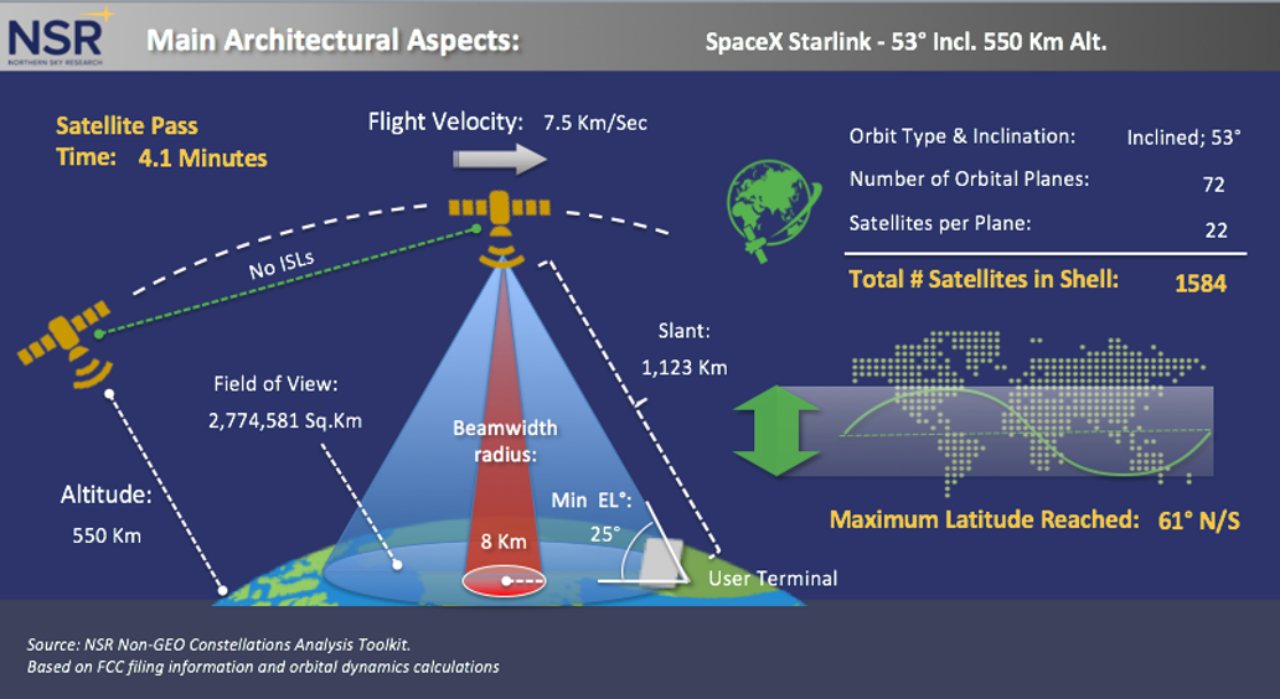 NSR
NORTHERN SKY RESEARCH
Main Architectural Aspects:
SpaceX Starlink - 53° Incl. 550 Km Alt.
Satellite Pass
Time: 4.1 Minutes
Flight Velocity: 7.5 Km/Sec
Orbit Type & Inclination: Inclined; 53°
Number of Orbital Planes: 72
Satellites per Plane: 22
Total # Satellites in Shell: 1584
No ISLs
Slant:
1,123 Km
Field of View:
2,774,581 Sq.Km
Beamwidth
radius:
8 Km
Altitude:
550 Km
Min EL°:
25°
User Terminal
Maximum Latitude Reached: 61° N/S
Source: NSR Non-GEO Constellations Analysis Toolkit.
Based on FCC filing information and orbital dynamics calculations